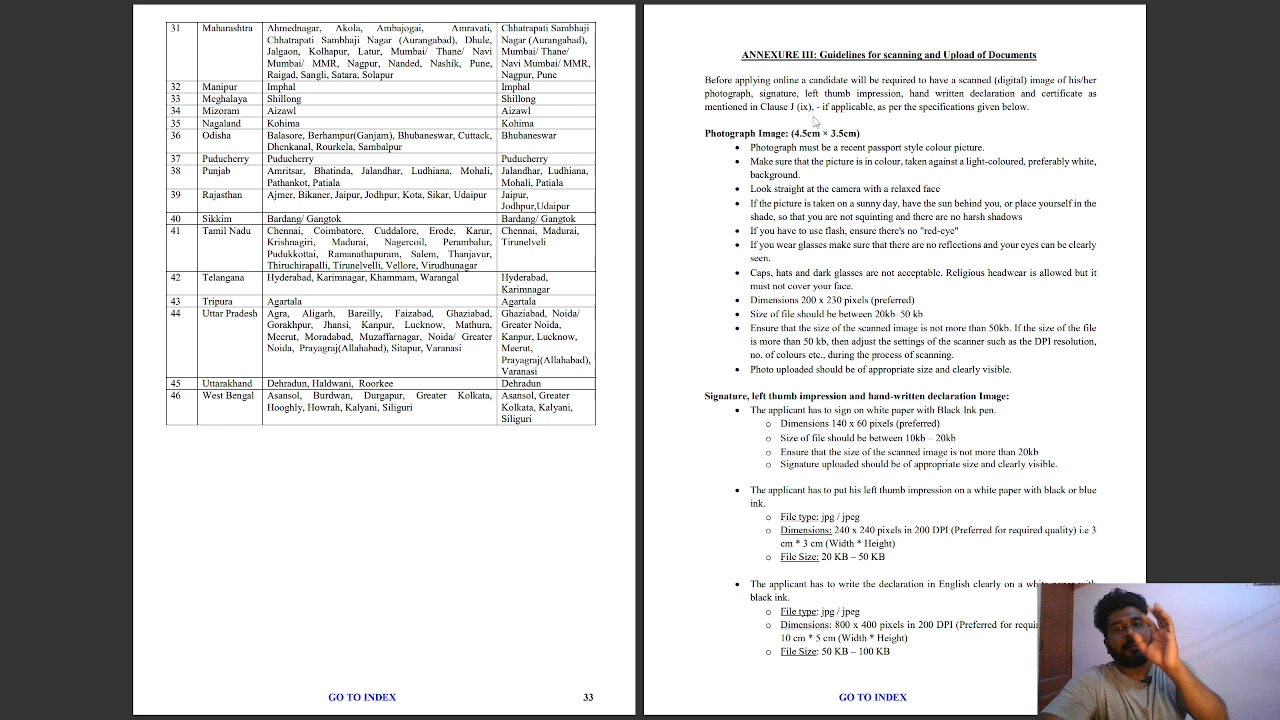 31 Maharashtra Ahmednagar, Akola, Ambajogai, Amravati, Chhatrapati Sambhaji
Chhatrapati Sambhaji Nagar (Aurangabad), Dhule, Nagar (Aurangabad),
Jalgaon, Kolhapur, Latur, Mumbai/ Thane/ Navi Mumbai/ Thane/
Mumbai/ MMR, Nagpur, Nanded, Nashik, Pune, Navi Mumbai/ MMR,
Raigad, Sangli, Satara, Solapur Nagpur, Pune
32 Manipur Imphal Imphal
33 Meghalaya Shillong Shillong
34 Mizoram Aizawl Aizawl
35 Nagaland Kohima Kohima
36 Odisha Balasore, Berhampur(Ganjam), Bhubaneswar, Cuttack, Bhubaneswar
Dhenkanal, Rourkela, Sambalpur
37 Puducherry Puducherry Puducherry
38 Punjab Amritsar, Bhatinda, Jalandhar, Ludhiana, Mohali, Jalandhar, Ludhiana,
Pathankot, Patiala Mohali, Patiala
39 Rajasthan Ajmer, Bikaner, Jaipur, Jodhpur, Kota, Sikar, Udaipur Jaipur,
Jodhpur,Udaipur
40 Sikkim Bardang/ Gangtok Bardang/ Gangtok
41 Tamil Nadu Chennai, Coimbatore, Cuddalore, Erode, Karur, Chennai, Madurai,
Krishnagiri, Madurai, Nagercoil, Perambalur, Tirunelveli
Pudukkottai, Ramanathapuram, Salem, Thanjavur,
Thiruchirapalli, Tirunelvelli, Vellore, Virudhunagar
42 Telangana Hyderabad, Karimnagar, Khammam, Warangal Hyderabad,
Karimnagar
43 Tripura Agartala Agartala
44 Uttar Pradesh Agra, Aligarh, Bareilly, Faizabad, Ghaziabad, Ghaziabad, Noida/
Gorakhpur, Jhansi, Kanpur, Lucknow, Mathura, Greater Noida,
Meerut, Moradabad, Muzaffarnagar, Noida/ Greater Kanpur, Lucknow,
Noida, Prayagraj(Allahabad), Sitapur, Varanasi Meerut,
Prayagraj(Allahabad),
Varanasi
45 Uttarakhand Dehradun, Haldwani, Roorkee Dehradun
46 West Bengal Asansol, Burdwan, Durgapur, Greater Kolkata, Asansol, Greater
Hooghly, Howrah, Kalyani, Siliguri Kolkata, Kalyani,
Siliguri
GO TO INDEX 33
ANNEXURE III: Guidelines for scanning and Upload of Documents
Before applying online a candidate will be required to have a scanned (digital) image of his/her
photograph, signature, left thumb impression, hand written declaration and certificate as
mentioned in Clause J (ix), - if applicable, as per the specifications given below.
Photograph Image: (4.5cm × 3.5cm)
• Photograph must be a recent passport style colour picture.
• Make sure that the picture is in colour, taken against a light-coloured, preferably white,
background.
• Look straight at the camera with a relaxed face
• If the picture is taken on a sunny day, have the sun behind you, or place yourself in the
shade, so that you are not squinting and there are no harsh shadows
• If you have to use flash, ensure there's no "red-eye"
• If you wear glasses make sure that there are no reflections and your eyes can be clearly
seen.
• Caps, hats and dark glasses are not acceptable. Religious headwear is allowed but it
must not cover your face.
• Dimensions 200 x 230 pixels (preferred)
• Size of file should be between 20kb–50 kb
• Ensure that the size of the scanned image is not more than 50kb. If the size of the file
is more than 50 kb, then adjust the settings of the scanner such as the DPI resolution,
no. of colours etc., during the process of scanning.
• Photo uploaded should be of appropriate size and clearly visible.
Signature, left thumb impression and hand-written declaration Image:
• The applicant has to sign on white paper with Black Ink pen.
o Dimensions 140 x 60 pixels (preferred)
o Size of file should be between 10kb – 20kb
o Ensure that the size of the scanned image is not more than 20kb
o Signature uploaded should be of appropriate size and clearly visible.
• The applicant has to put his left thumb impression on a white paper with black or blue
ink.
o File type: jpg / jpeg
o Dimensions: 240 x 240 pixels in 200 DPI (Preferred for required quality) i.e 3
cm * 3 cm (Width * Height)
o File Size: 20 KB – 50 KB
• The applicant has to write the declaration in English clearly on a white paper with
black ink.
o File type: jpg / jpeg
o Dimensions: 800 x 400 pixels in 200 DPI (Preferred for
10 cm * 5 cm (Width * Height)
o File Size: 50 KB – 100 KB
GO TO INDEX